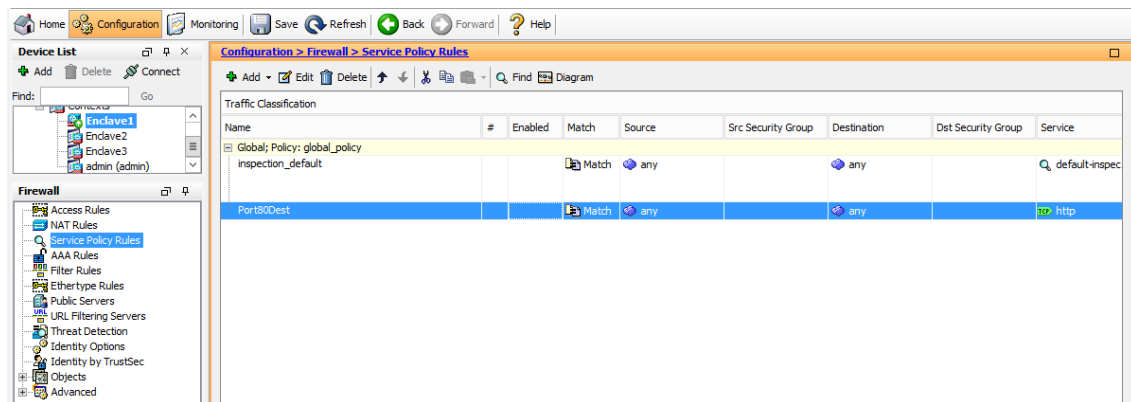 Home Configuration Monitoring Save Refresh Back Forward Help
Device List
Add Delete Connect
Find: Go
Contexts
Enclave1
Enclave2
Enclave3
admin (admin)
Firewall
Access Rules
NAT Rules
Service Policy Rules
AAA Rules
Filter Rules
Ethertype Rules
Public Servers
URL Filtering Servers
Threat Detection
Identity Options
Identity by TrustSec
Objects
Advanced
Configuration > Firewall > Service Policy Rules
Add Edit Delete Find Diagram
Traffic Classification
Name # Enabled Match Source Src Security Group Destination Dst Security Group Service
Global; Policy: global_policy
inspection_default Match any any default-inspec
Port80Dest Match any any TCP http